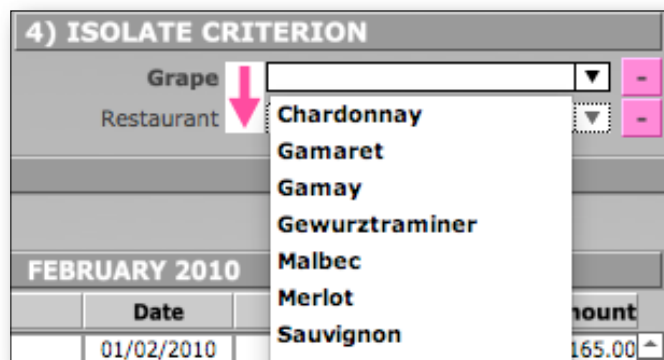 4) ISOLATE CRITERION
Grape ▼ -
Restaurant ▼ -
Chardonnay
Gamaret
Gamay
Gewurztraminer
Malbec
Merlot
Sauvignon
FEBRUARY 2010
Date
01/02/2010 165.00